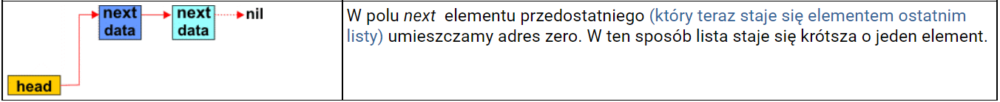 next
data
next
data
nil
head
W polu next elementu przedostatniego (który teraz staje się elementem ostatnim
listy) umieszczamy adres zero. W ten sposób lista staje się krótsza o jeden element.